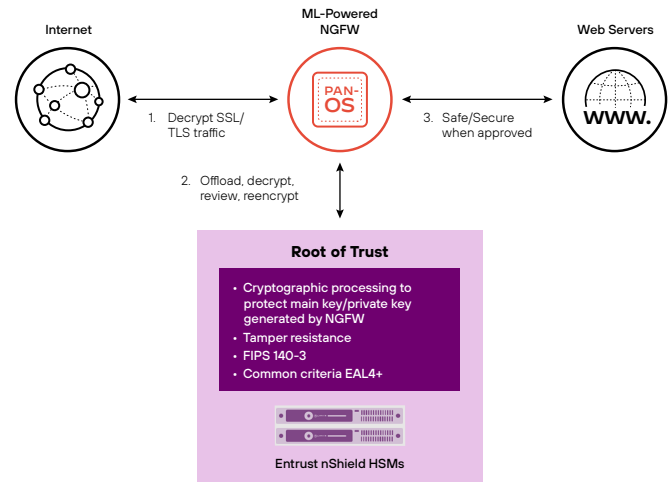 Internet
ML-Powered
NGFW
Web Servers
PAN-
OS
www.
1. Decrypt SSL/
TLS traffic
3. Safe/Secure
when approved
2. Offload, decrypt,
review, reencrypt
Root of Trust
• Cryptographic processing to
protect main key/private key
generated by NGFW
• Tamper resistance
• FIPS 140-3
• Common criteria EAL4+
Entrust nShield HSMs